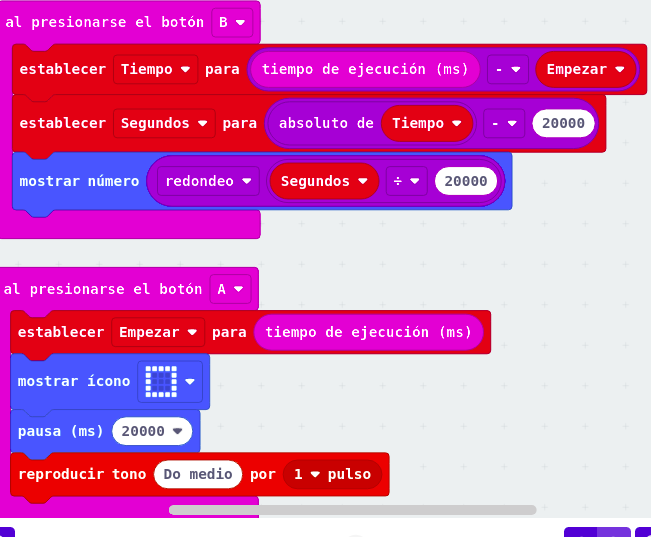 al presionarse el botón B
establecer Tiempo para tiempo de ejecución (ms) - Empezar
establecer Segundos para absoluto de Tiempo - 20000
mostrar número redondeo Segundos ÷ 20000
al presionarse el botón A
establecer Empezar para tiempo de ejecución (ms)
mostrar ícono
pausa (ms) 20000
reproducir tono Do medio por 1 pulso